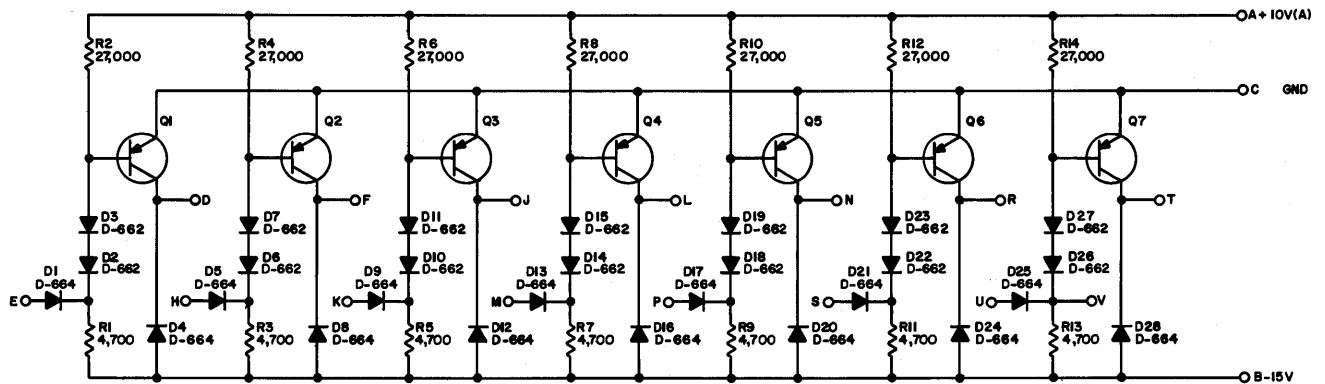 A+10V(A)
R2
27,000
R4
27,000
R6
27,000
R8
27,000
R10
27,000
R12
27,000
R14
27,000
C GND
Q1
Q2
Q3
Q4
Q5
Q6
Q7
D
F
J
L
N
R
T
D3
D-662
D7
D-662
D11
D-662
D15
D-662
D19
D-662
D23
D-662
D27
D-662
D2
D-662
D6
D-662
D10
D-662
D14
D-662
D18
D-662
D22
D-662
D26
D-662
D1
D-664
D5
D-664
D9
D-664
D13
D-664
D17
D-664
D21
D-664
D25
D-664
E
H
K
M
P
S
U
V
R1
4,700
D4
D-664
R3
4,700
D8
D-664
R5
4,700
D12
D-664
R7
4,700
D16
D-664
R9
4,700
D20
D-664
R11
4,700
D24
D-664
R13
4,700
D28
D-664
B-15V